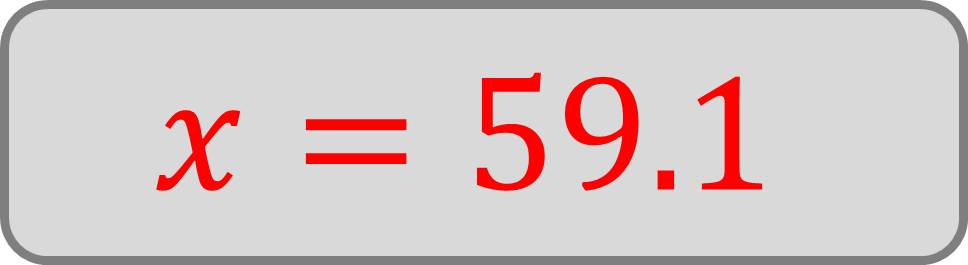 x = 59.1